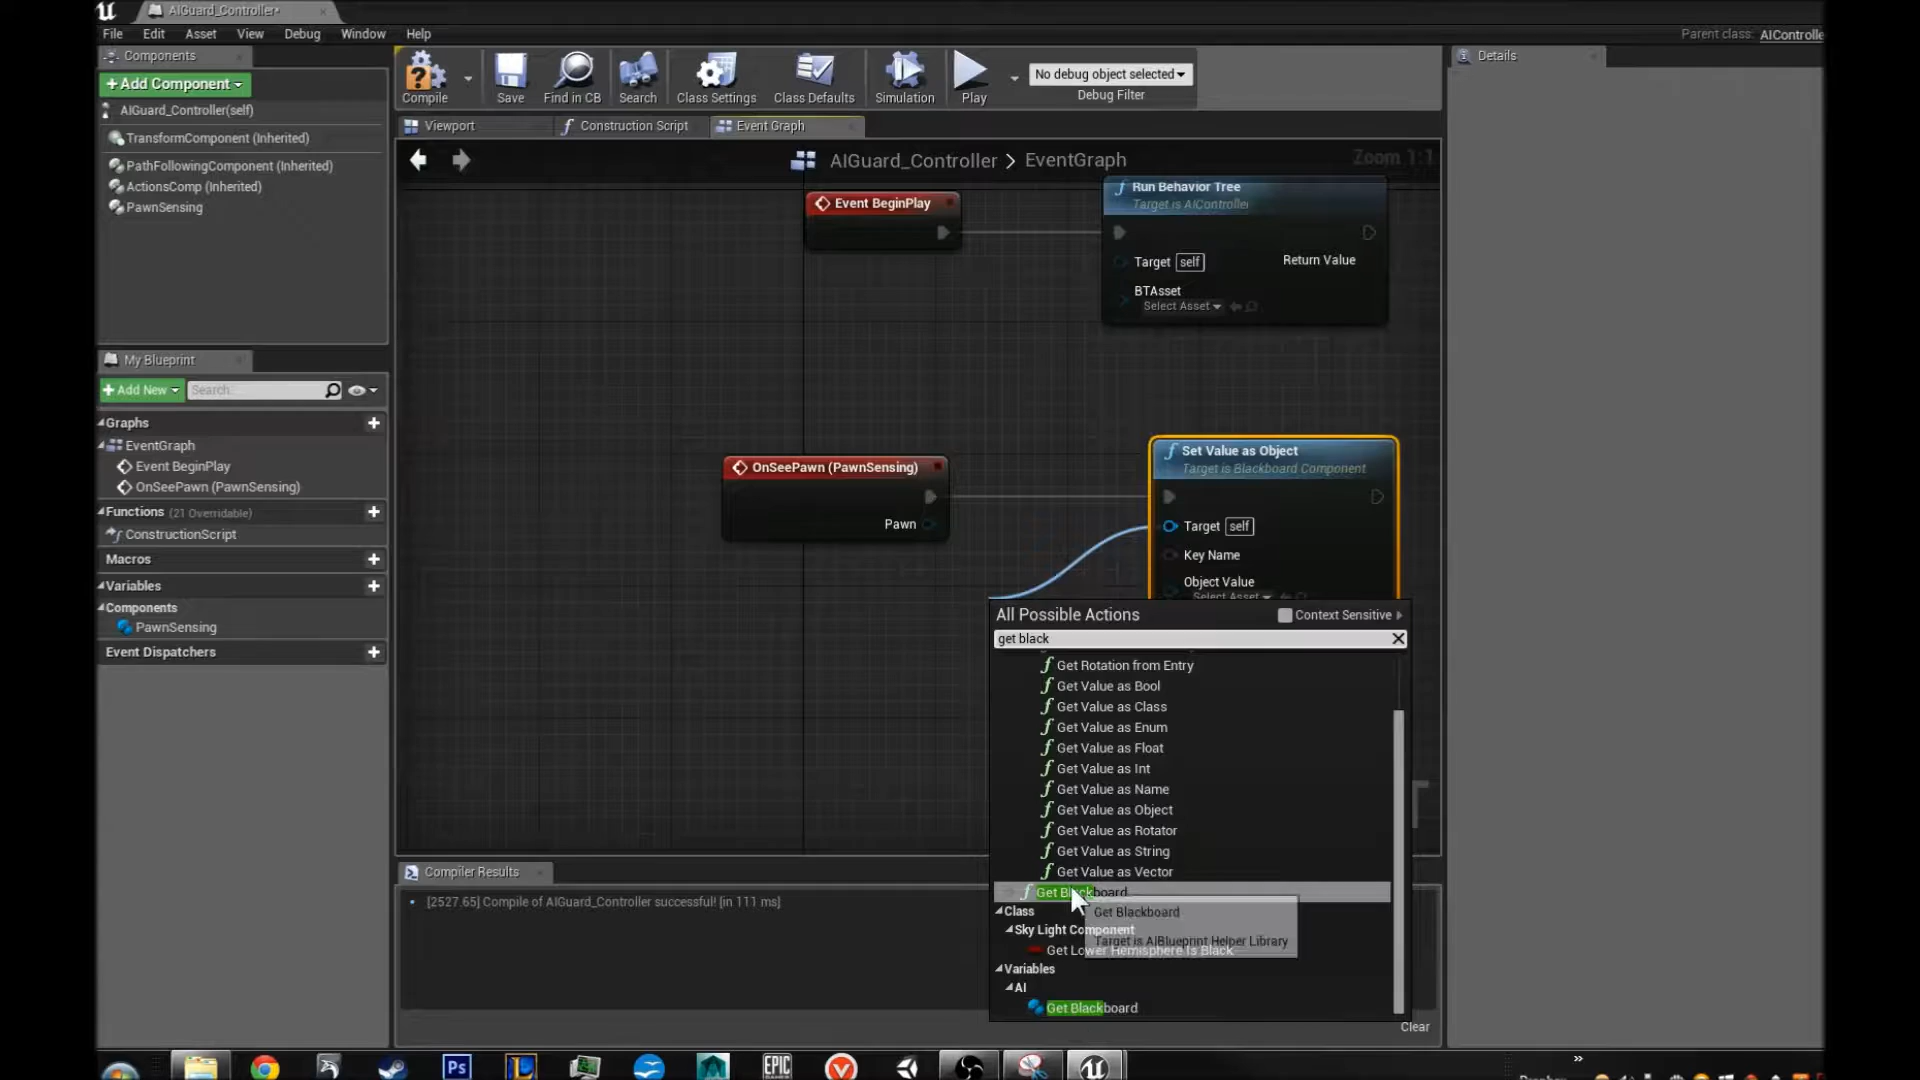 AIGuard_Controller*
File Edit Asset View Debug Window Help
Parent class: AIControlle
Components
+Add Component
AIGuard_Controller(self)
TransformComponent (Inherited)
PathFollowingComponent (Inherited)
ActionsComp (Inherited)
PawnSensing
Compile
Save
Find in CB
Search
Class Settings
Class Defaults
Simulation
Play
No debug object selected
Debug Filter
Details
Viewport
Construction Script
Event Graph
AIGuard_Controller > EventGraph
Zoom 1:1
My Blueprint
+Add New
Search
Graphs
EventGraph
Event BeginPlay
OnSeePawn (PawnSensing)
Functions (21 Overridable)
ConstructionScript
Macros
Variables
Components
PawnSensing
Event Dispatchers
Event BeginPlay
Run Behavior Tree
Target is AIController
Target self
Return Value
BTAsset
Select Asset
OnSeePawn (PawnSensing)
Pawn
Set Value as Object
Target is Blackboard Component
Target self
Key Name
Object Value
Select Asset
All Possible Actions
Context Sensitive
get black
Get Rotation from Entry
Get Value as Bool
Get Value as Class
Get Value as Enum
Get Value as Float
Get Value as Int
Get Value as Name
Get Value as Object
Get Value as Rotator
Get Value as String
Get Value as Vector
Get Blackboard
Get Blackboard
Target is AIBlueprint Helper Library
Class
Sky Light Component
Get Lower Hemisphere Is Black
Variables
AI
Get Blackboard
Compiler Results
[2527.65] Compile of AIGuard_Controller successful! [in 111 ms]
Clear
Ps
L
EPIC
GAMES
»